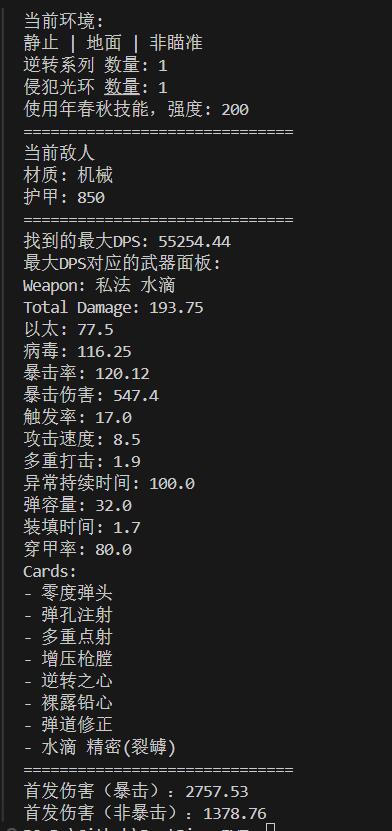 当前环境:
静止 | 地面 | 非瞄准
逆转系列 数量: 1
侵犯光环 数量: 1
使用年春秋技能, 强度: 200
==============================
当前敌人
材质: 机械
护甲: 850
==============================
找到的最大DPS: 55254.44
最大DPS对应的武器面板:
Weapon: 私法 水滴
Total Damage: 193.75
以太: 77.5
病毒: 116.25
暴击率: 120.12
暴击伤害: 547.4
触发率: 17.0
攻击速度: 8.5
多重打击: 1.9
异常持续时间: 100.0
弹容量: 32.0
装填时间: 1.7
穿甲率: 80.0
Cards:
- 零度弹头
- 弹孔注射
- 多重点射
- 增压枪膛
- 逆转之心
- 裸露铅心
- 弹道修正
- 水滴 精密(裂罅)
==============================
首发伤害（暴击）: 2757.53
首发伤害（非暴击）: 1378.76